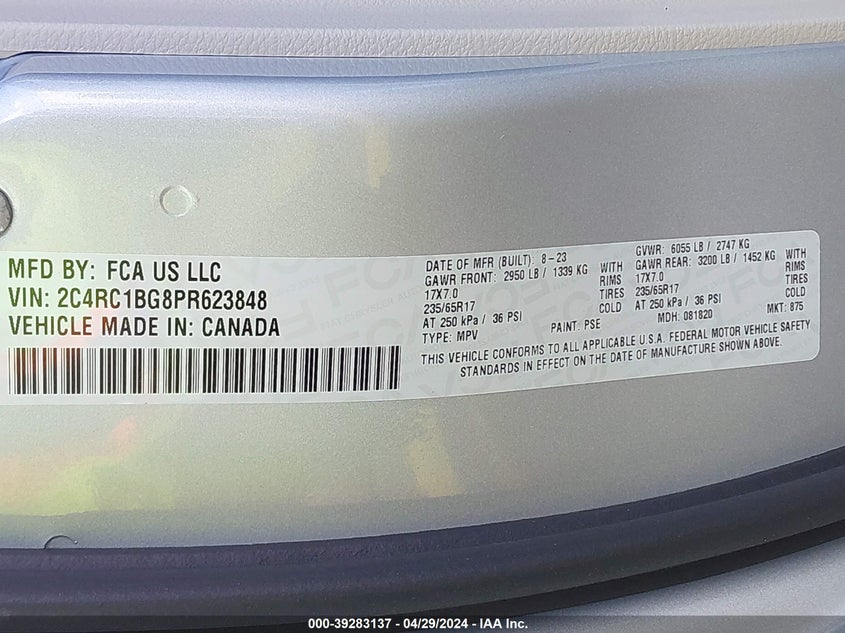 MFD BY: FCA US LLC
VIN: 2C4RC1BG8PR623848
VEHICLE MADE IN: CANADA
DATE OF MFR (BUILT): 8-23 GVWR: 6055 LB / 2747 KG
GAWR FRONT: 2950 LB / 1339 KG WITH GAWR REAR: 3200 LB / 1452 KG WITH
17X7.0 RIMS 17X7.0 RIMS
235/65R17 TIRES 235/65R17 TIRES
AT 250 kPa / 36 PSI COLD AT 250 kPa / 36 PSI COLD
TYPE: MPV PAINT: PSE MDH: 081820 MKT: 875
THIS VEHICLE CONFORMS TO ALL APPLICABLE U.S.A. FEDERAL MOTOR VEHICLE SAFETY
STANDARDS IN EFFECT ON THE DATE OF MANUFACTURE SHOWN ABOVE.
000-39283137 - 04/29/2024 - IAA Inc.